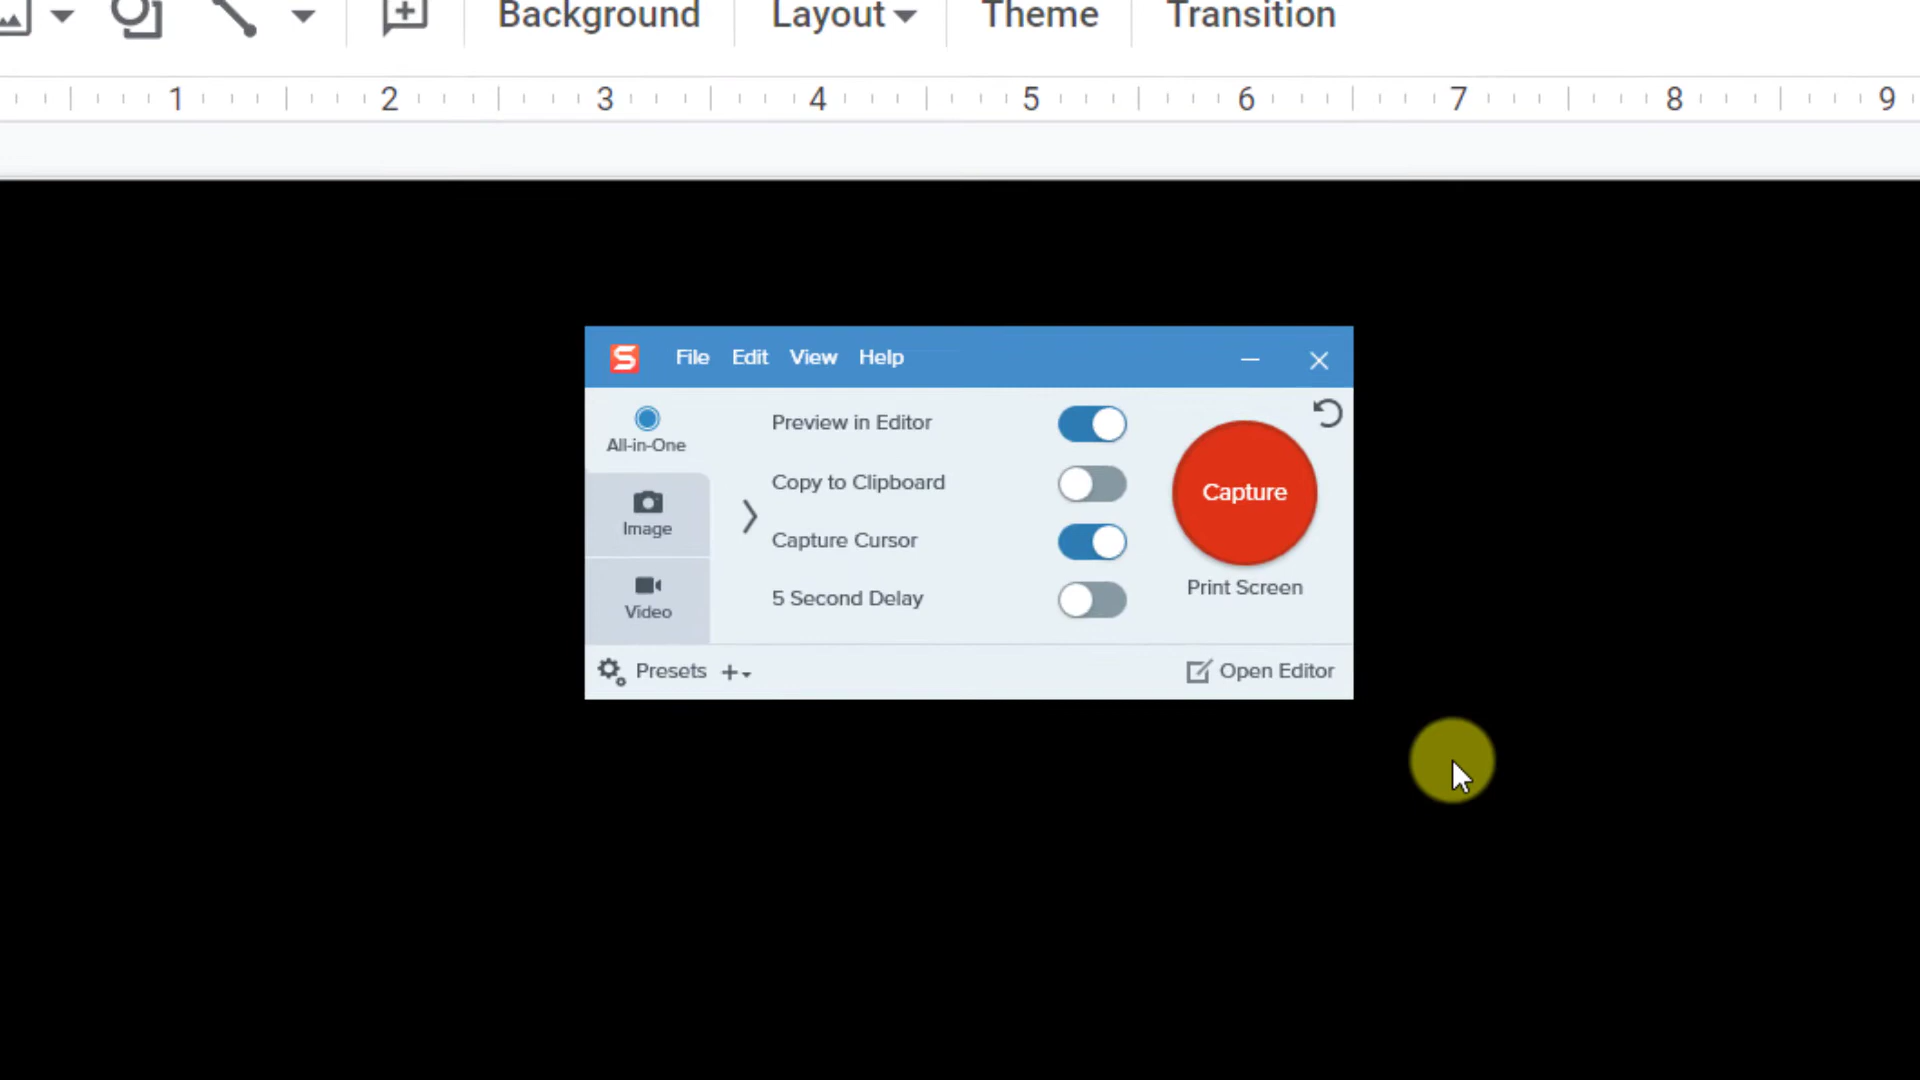 Background Layout Theme Transition
1 2 3 4 5 6 7 8 9
S File Edit View Help
All-in-One
Image
Video
Preview in Editor
Copy to Clipboard
Capture Cursor
5 Second Delay
Capture
Print Screen
Presets
Open Editor